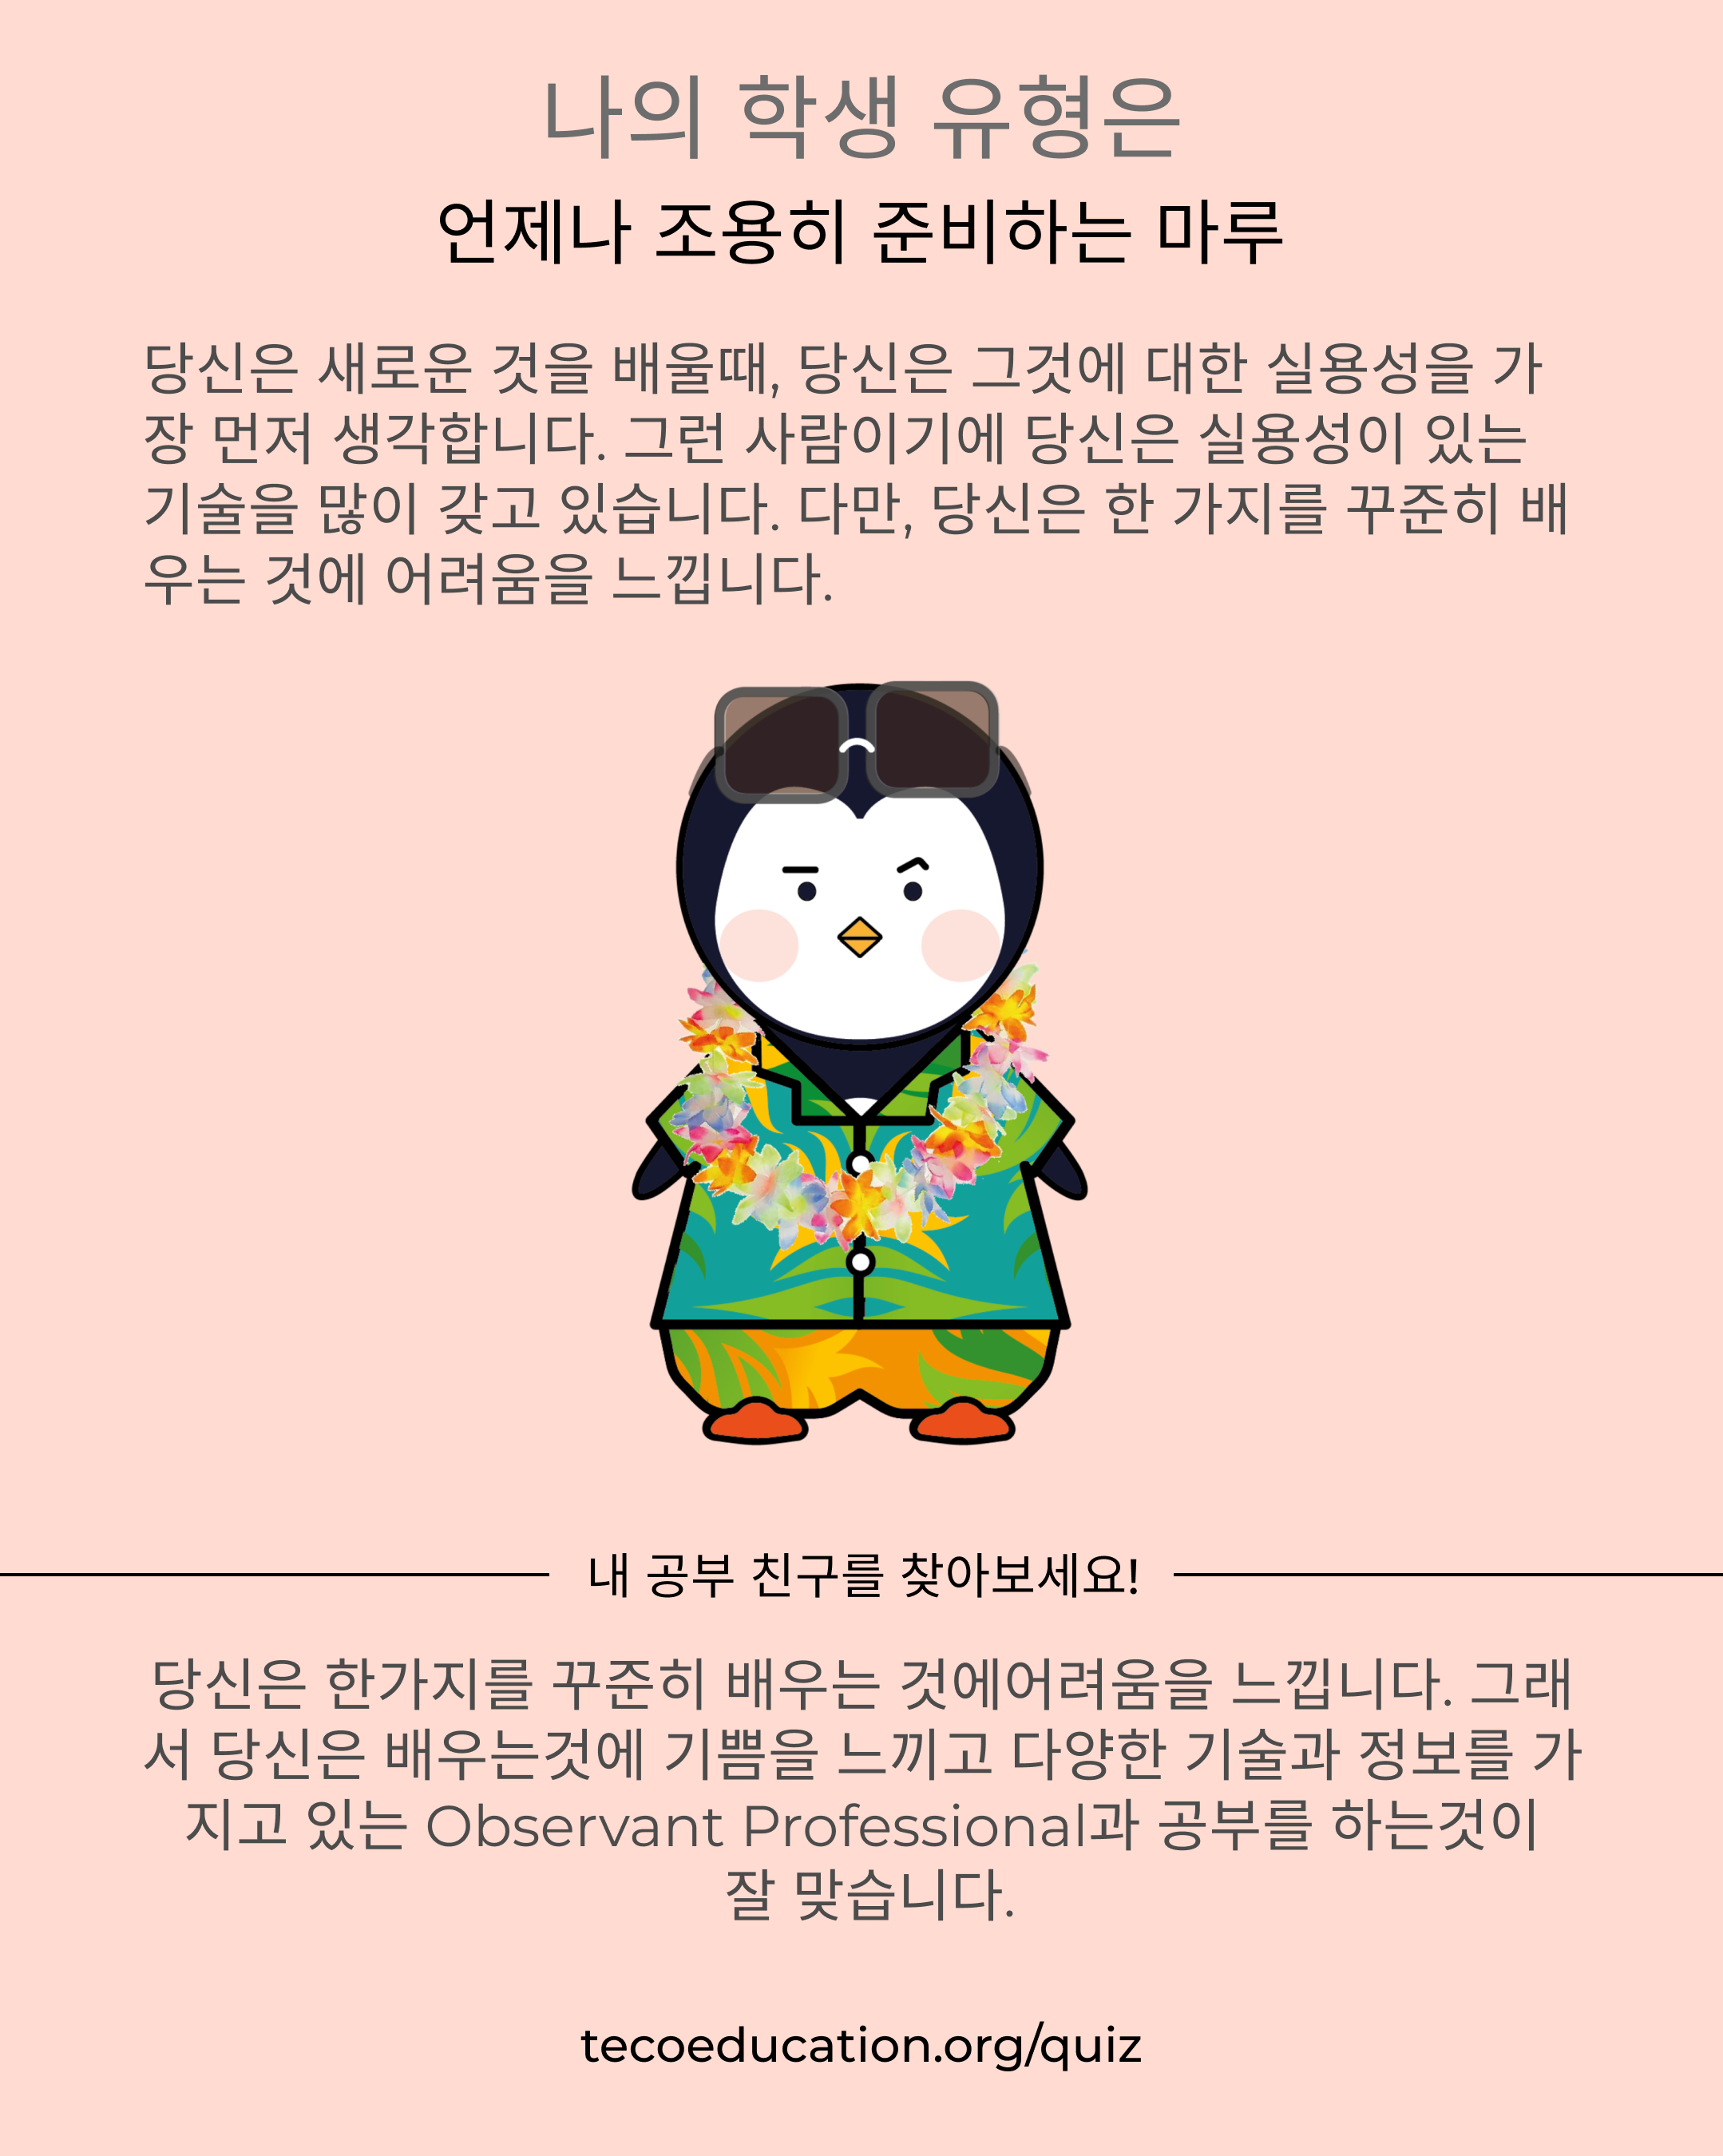 나의 학생 유형은
언제나 조용히 준비하는 마루
당신은 새로운 것을 배울때, 당신은 그것에 대한 실용성을 가
장 먼저 생각합니다. 그런 사람이기에 당신은 실용성이 있는
기술을 많이 갖고 있습니다. 다만, 당신은 한 가지를 꾸준히 배
우는 것에 어려움을 느낍니다.
내 공부 친구를 찾아보세요!
당신은 한가지를 꾸준히 배우는 것에어려움을 느낍니다. 그래
서 당신은 배우는것에 기쁨을 느끼고 다양한 기술과 정보를 가
지고 있는 Observant Professional과 공부를 하는것이
잘 맞습니다.
tecoeducation.org/quiz